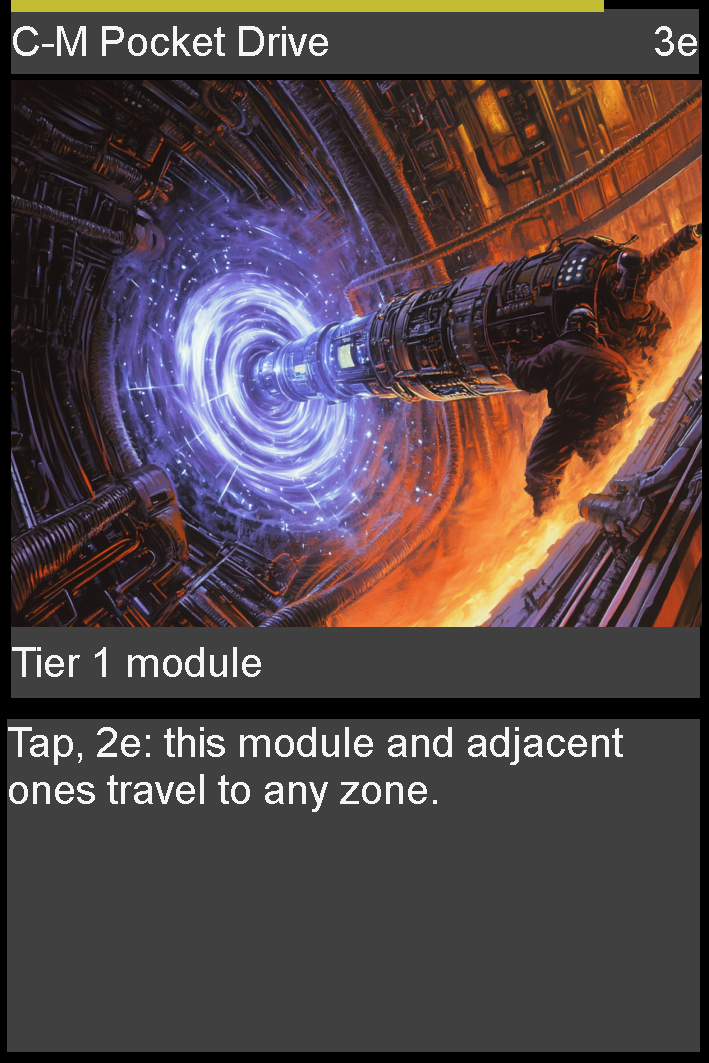 C-M Pocket Drive 3e
Tier 1 module
Tap, 2e: this module and adjacent
ones travel to any zone.